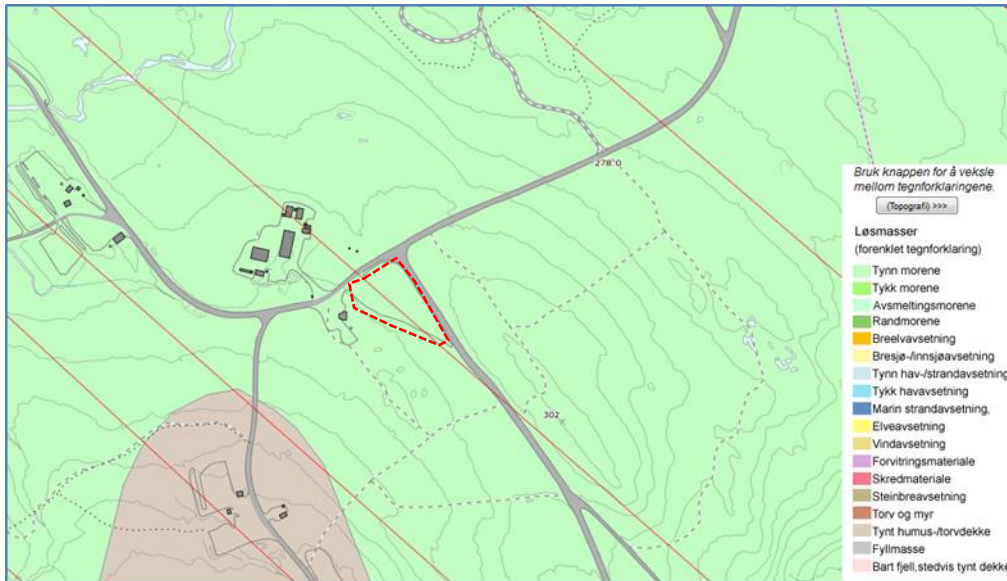 278 0
302
Bruk knappen for å veksle
mellom tegnforklaringene.
(Topografi) >>>
Løsmasser
(forenklet tegnforklaring)
Tynn morene
Tykk morene
Avsmeltingsmorene
Randmorene
Breelvavsetning
Bresjø-/innsjøavsetning
Tynn hav-/strandavsetning
Tykk havavsetning
Marin strandavsetning,
Elveavsetning
Vindavsetning
Forvitringsmateriale
Skredmateriale
Steinbreavsetning
Torv og myr
Tynt humus-/torvdekke
Fyllmasse
Bart fjell,stedvis tynt dekke